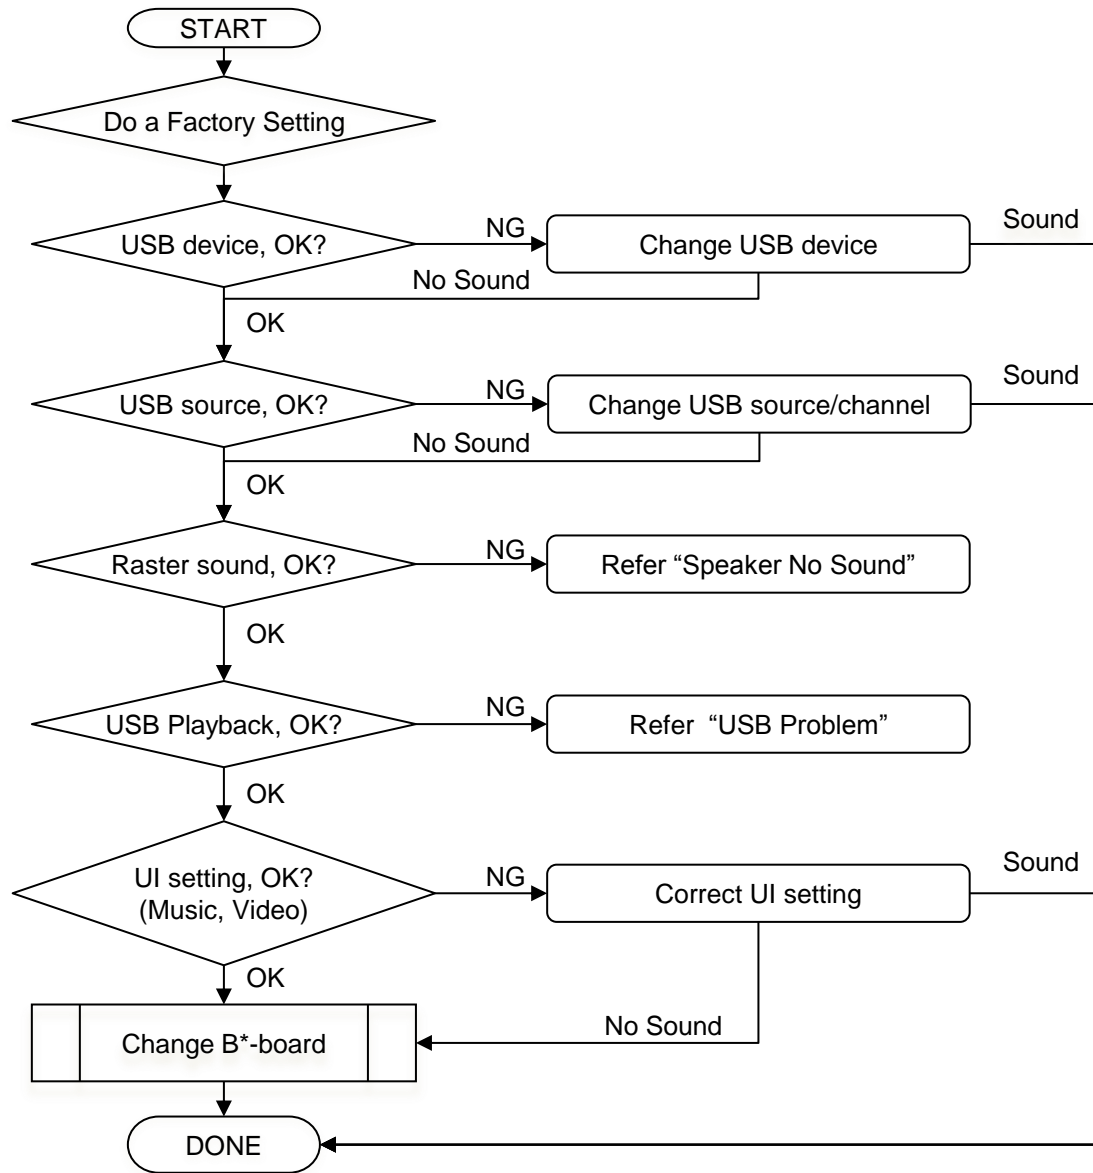 START
Do a Factory Setting
USB device, OK?
NG
Change USB device
Sound
No Sound
OK
USB source, OK?
NG
Change USB source/channel
Sound
No Sound
OK
Raster sound, OK?
NG
Refer “Speaker No Sound”
OK
USB Playback, OK?
NG
Refer “USB Problem”
OK
UI setting, OK?
(Music, Video)
NG
Correct UI setting
Sound
OK
No Sound
Change B*-board
DONE